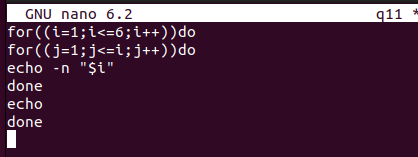 GNU nano 6.2 q11 *
for((i=1;i<=6;i++))do
for((j=1;j<=i;j++))do
echo -n "$i"
done
echo
done